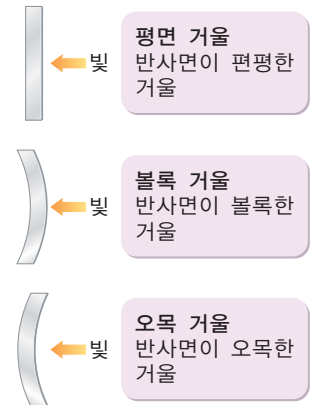 빛
평면 거울
반사면이 편평한
거울
빛
볼록 거울
반사면이 볼록한
거울
빛
오목 거울
반사면이 오목한
거울